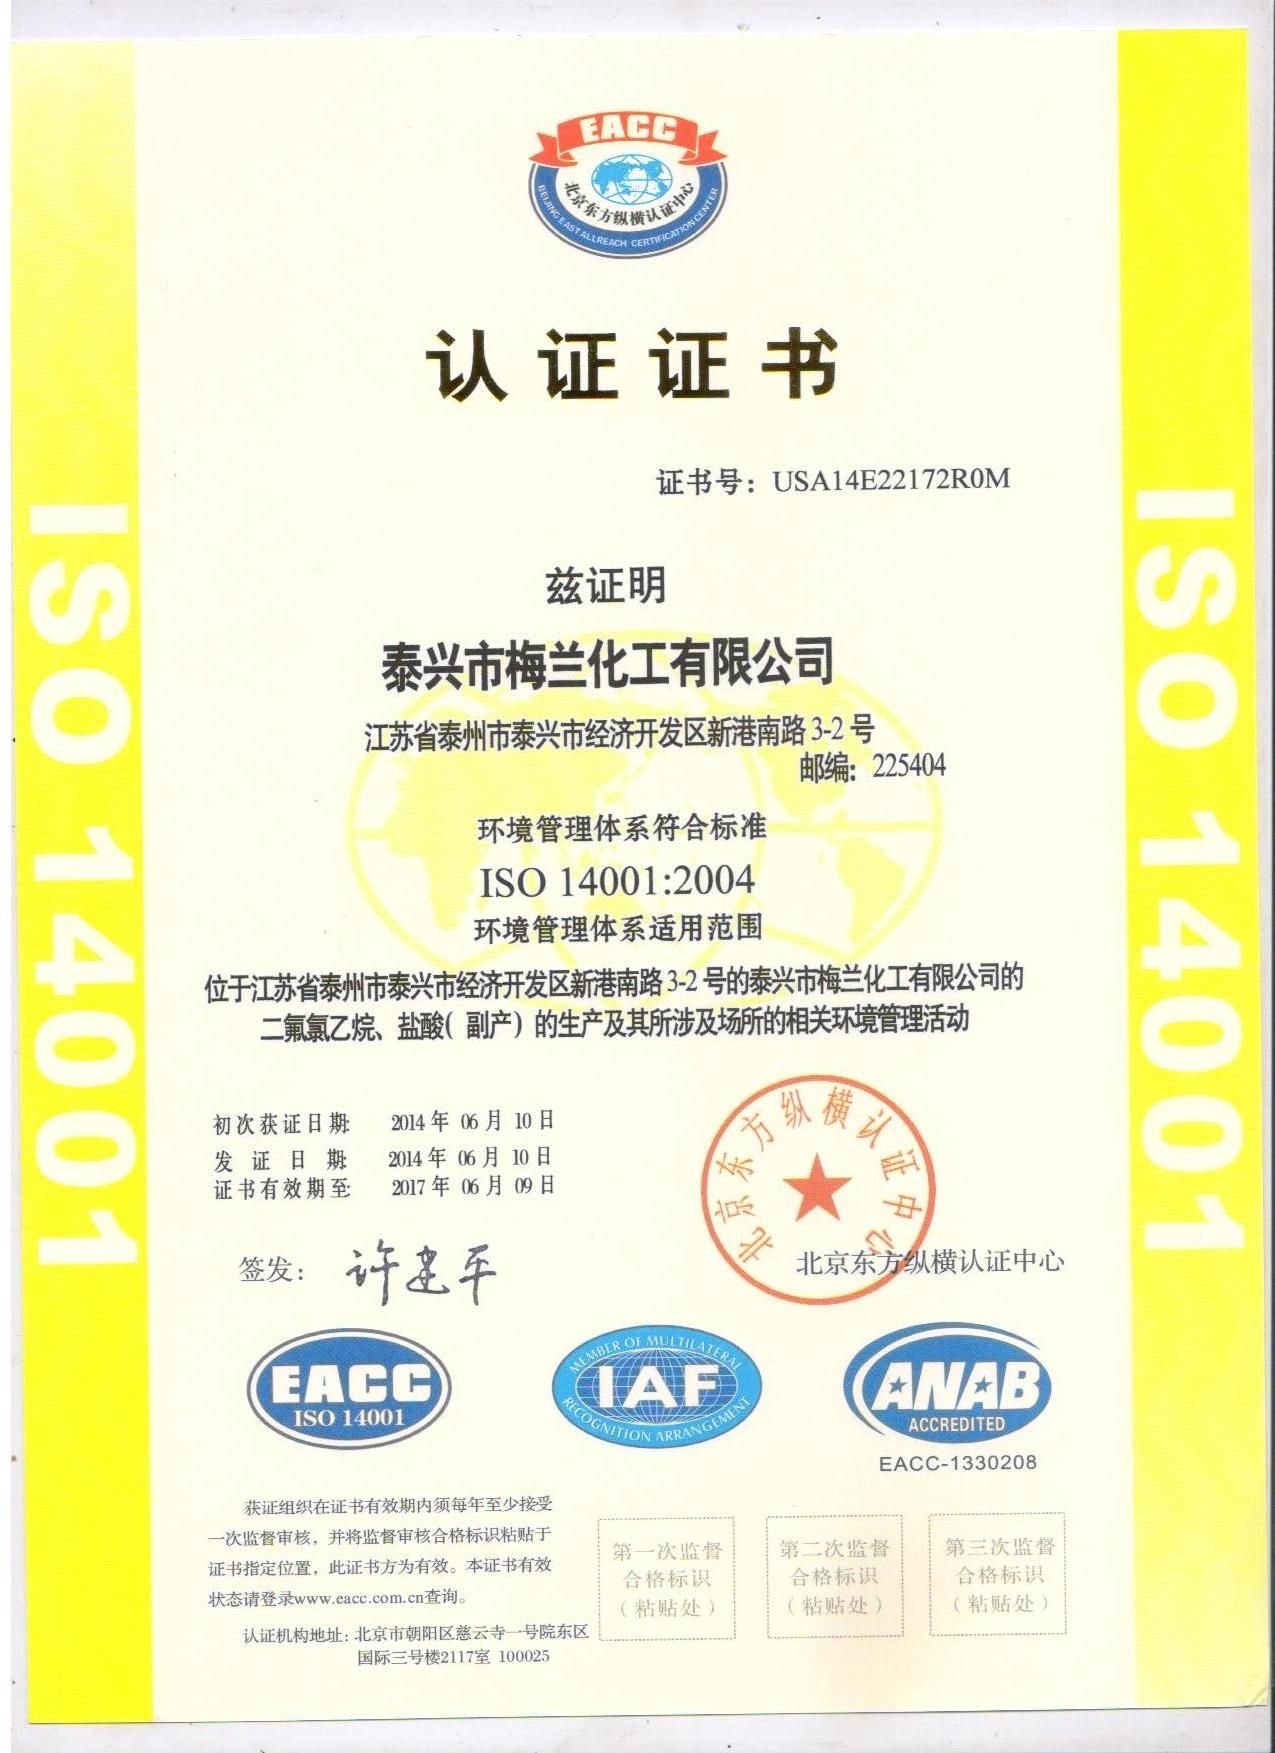 EACC
北京东方纵横认证中心
BEIJING EAST ALLREACH CERTIFICATION CENTER
认证证书
证书号：USA14E22172R0M
兹证明
泰兴市梅兰化工有限公司
江苏省泰州市泰兴市经济开发区新港南路3-2号
邮编：225404
环境管理体系符合标准
ISO 14001:2004
环境管理体系适用范围
位于江苏省泰州市泰兴市经济开发区新港南路3-2号的泰兴市梅兰化工有限公司的
二氟氯乙烷、盐酸（副产）的生产及其所涉及场所的相关环境管理活动
初次获证日期: 2014年 06月 10日
发证日期: 2014年 06月 10日
证书有效期至: 2017年 06月 09日
北京东方纵横认证中心
签发：许建平
北京东方纵横认证中心
EACC
ISO 14001
MEMBER OF MULTILATERAL
IAF
RECOGNITION ARRANGEMENT
ANAB
ACCREDITED
EACC-1330208
获证组织在证书有效期内须每年至少接受
一次监督审核，并将监督审核合格标识粘贴于
证书指定位置，此证书方为有效。本证书有效
状态请登录www.eacc.com.cn查询。
认证机构地址：北京市朝阳区慈云寺一号院东区
国际三号楼2117室 100025
第一次监督
合格标识
（粘贴处）
第二次监督
合格标识
（粘贴处）
第三次监督
合格标识
（粘贴处）
ISO 14001
ISO 14001